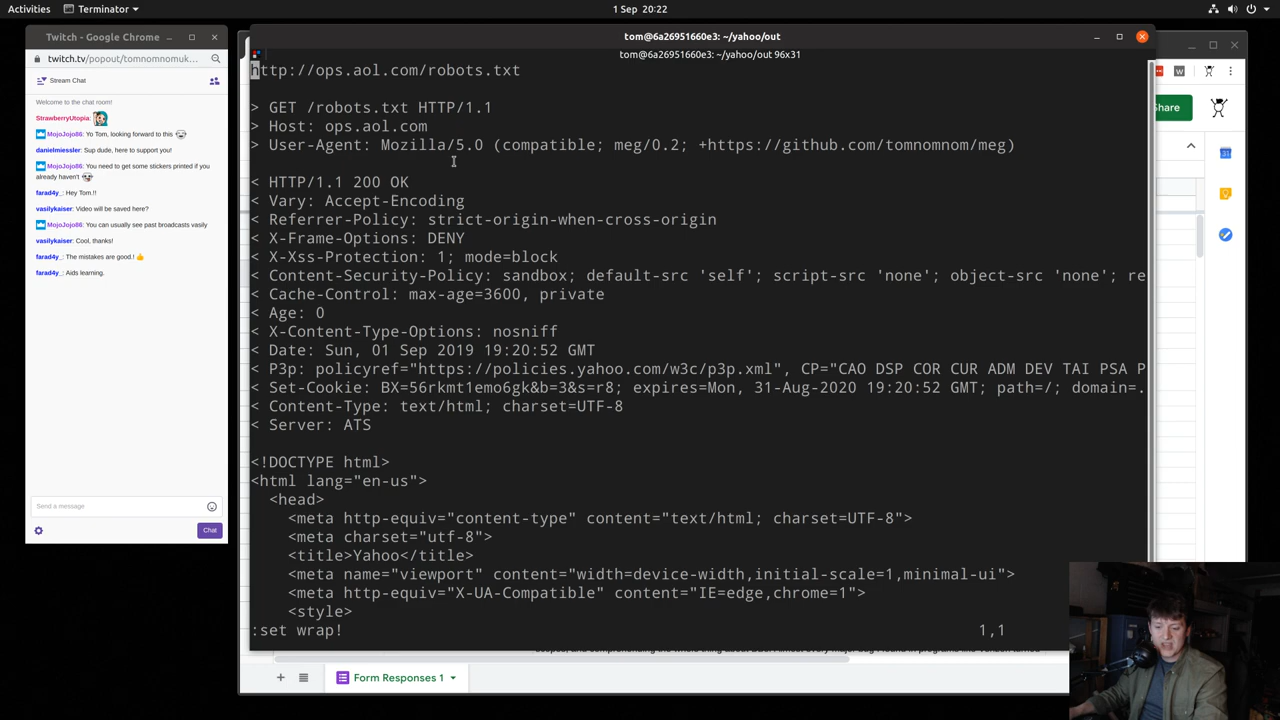 Activities
Terminator
1 Sep 20:22
Twitch - Google Chrome
twitch.tv/popout/tomnomnomuk...
Stream Chat
Welcome to the chat room!
StrawberryUtopia:
MojoJojo86: Yo Tom, looking forward to this
danielmiessler: Sup dude, here to support you!
MojoJojo86: You need to get some stickers printed if you
already haven't
farad4y_: Hey Tom.!!
vasilykaiser: Video will be saved here?
MojoJojo86: You can usually see past broadcasts vasily
vasilykaiser: Cool, thanks!
farad4y_: The mistakes are good.!
farad4y_: Aids learning.
Send a message
Chat
tom@6a26951660e3: ~/yahoo/out
tom@6a26951660e3: ~/yahoo/out 96x31
http://ops.aol.com/robots.txt
> GET /robots.txt HTTP/1.1
> Host: ops.aol.com
> User-Agent: Mozilla/5.0 (compatible; meg/0.2; +https://github.com/tomnomnom/meg)
< HTTP/1.1 200 OK
< Vary: Accept-Encoding
< Referrer-Policy: strict-origin-when-cross-origin
< X-Frame-Options: DENY
< X-Xss-Protection: 1; mode=block
< Content-Security-Policy: sandbox; default-src 'self'; script-src 'none'; object-src 'none'; re
< Cache-Control: max-age=3600, private
< Age: 0
< X-Content-Type-Options: nosniff
< Date: Sun, 01 Sep 2019 19:20:52 GMT
< P3p: policyref="https://policies.yahoo.com/w3c/p3p.xml", CP="CAO DSP COR CUR ADM DEV TAI PSA P
< Set-Cookie: BX=56rkmt1emo6gk&b=3&s=r8; expires=Mon, 31-Aug-2020 19:20:52 GMT; path=/; domain=.
< Content-Type: text/html; charset=UTF-8
< Server: ATS
<!DOCTYPE html>
<html lang="en-us">
<head>
<meta http-equiv="content-type" content="text/html; charset=UTF-8">
<meta charset="utf-8">
<title>Yahoo</title>
<meta name="viewport" content="width=device-width,initial-scale=1,minimal-ui">
<meta http-equiv="X-UA-Compatible" content="IE=edge,chrome=1">
<style>
:set wrap!
1,1
Share
W
31
Form Responses 1